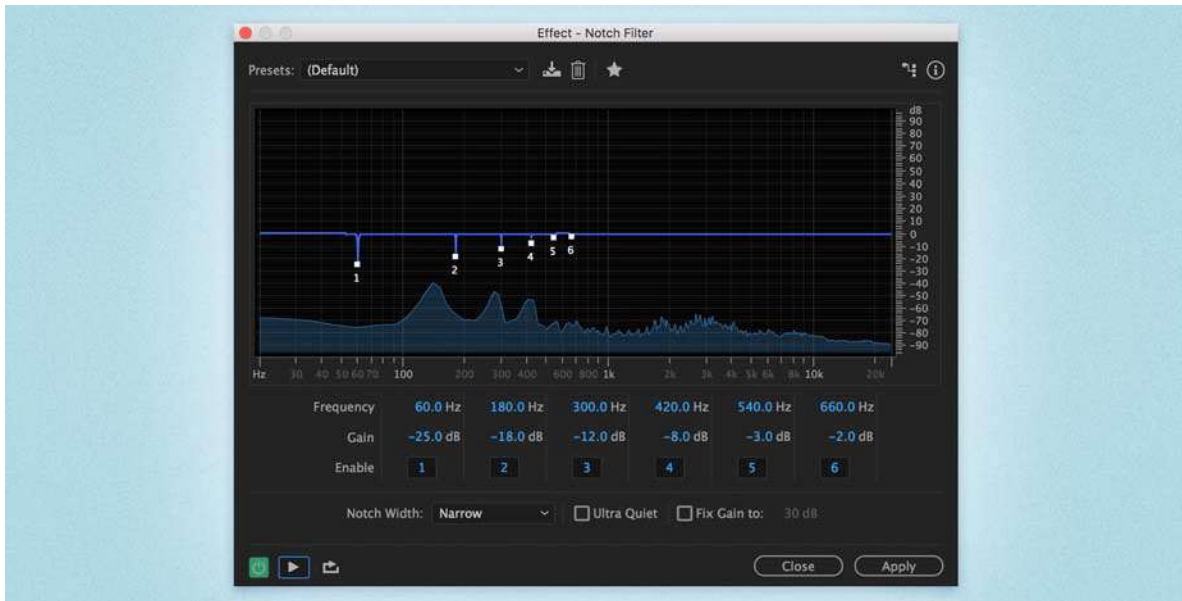 Effect - Notch Filter
Presets: (Default)
dB
90
80
70
60
50
40
30
20
10
0
-10
-20
-30
-40
-50
-60
-70
-80
-90
1 2 3 4 5 6
Hz 30 40 50 60 70 100 200 300 400 600 800 1k 2k 3k 4k 5k 6k 8k 10k 20k
Frequency 60.0 Hz 180.0 Hz 300.0 Hz 420.0 Hz 540.0 Hz 660.0 Hz
Gain -25.0 dB -18.0 dB -12.0 dB -8.0 dB -3.0 dB -2.0 dB
Enable 1 2 3 4 5 6
Notch Width: Narrow Ultra Quiet Fix Gain to: 30 dB
Close Apply